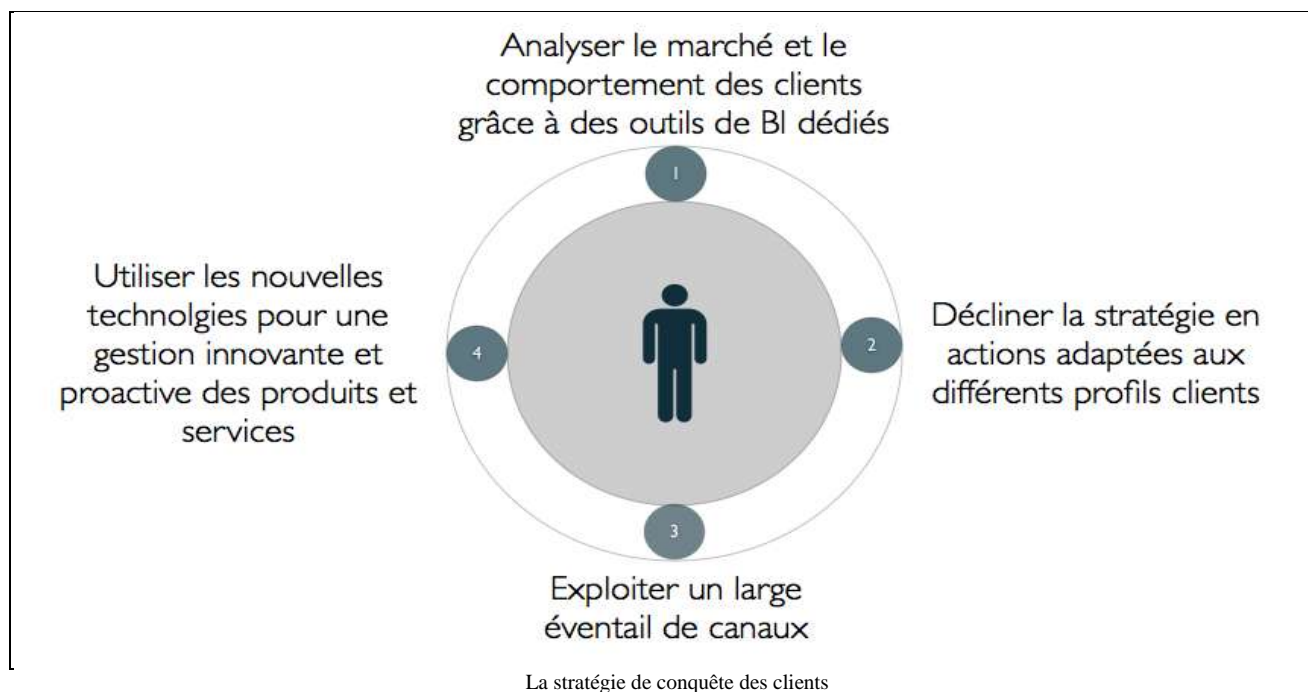 Analyser le marché et le
comportement des clients
grâce à des outils de BI dédiés
1
Utiliser les nouvelles
technolgies pour une
gestion innovante et
proactive des produits et
services
4
2
Décliner la stratégie en
actions adaptées aux
différents profils clients
3
Exploiter un large
éventail de canaux
La stratégie de conquête des clients